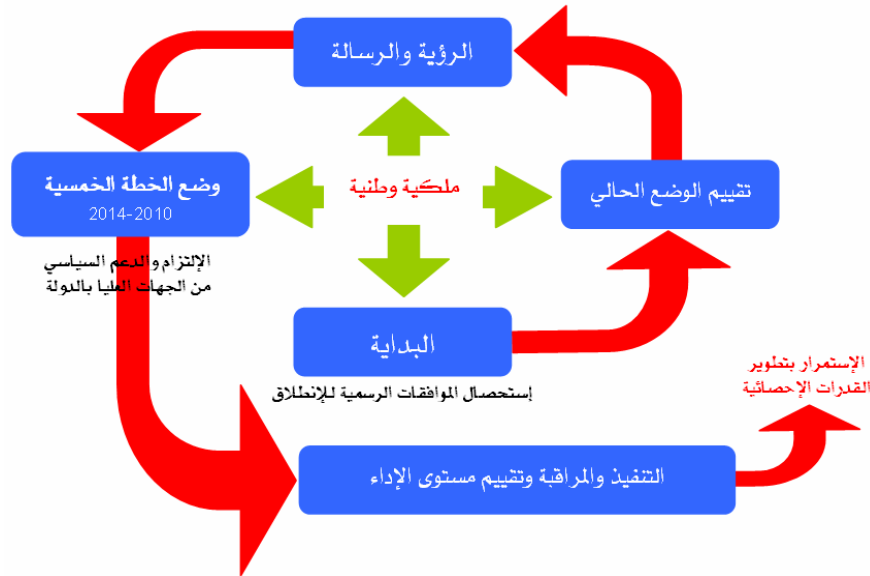 الرؤية والرسالة
وضع الخطة الخمسية
2014-2010
ملكية وطنية
تقييم الوضع الحالي
الإلتزام والدعم السياسي
من الجهات العليا بالدولة
البداية
إستحصال الموافقات الرسمية للإنطلاق
الإستمرار بتطوير
القدرات الإحصائية
التنفيذ والمراقبة وتقييم مستوى الإداء